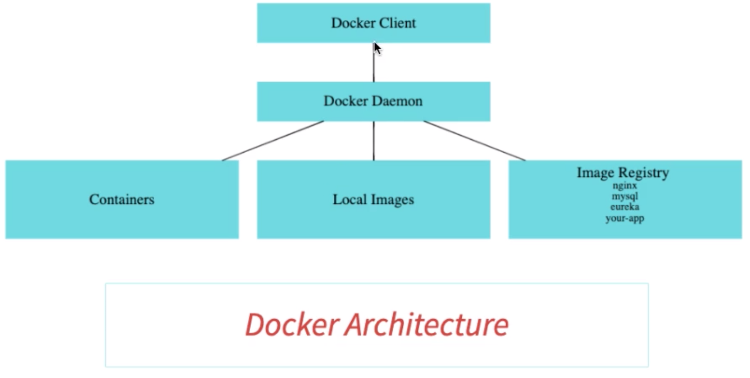 Docker Client
Docker Daemon
Containers
Local Images
Image Registry
nginx
mysql
eureka
your-app
Docker Architecture